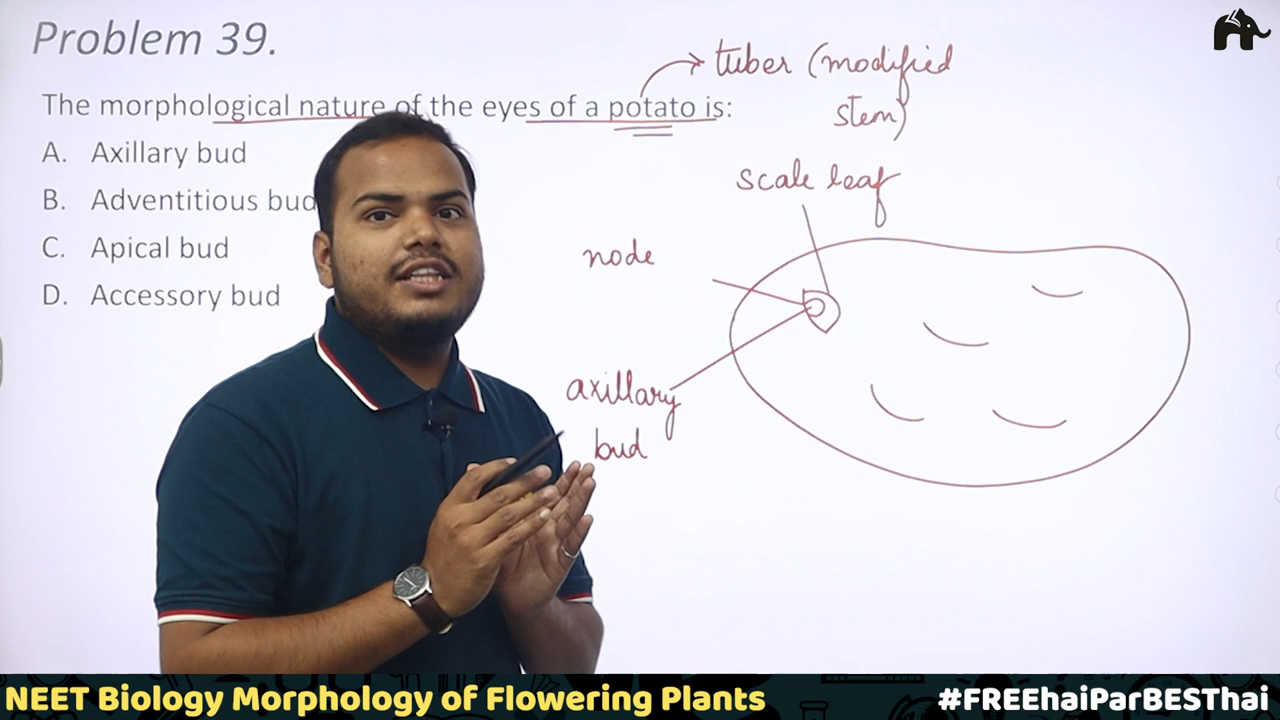 Problem 39.
The morphological nature of the eyes of a potato is:
A. Axillary bud
B. Adventitious bud
C. Apical bud
D. Accessory bud
tuber (modified
stem)
scale leaf
node
axillary
bud
NEET Biology Morphology of Flowering Plants
#FREEhaiParBESThai